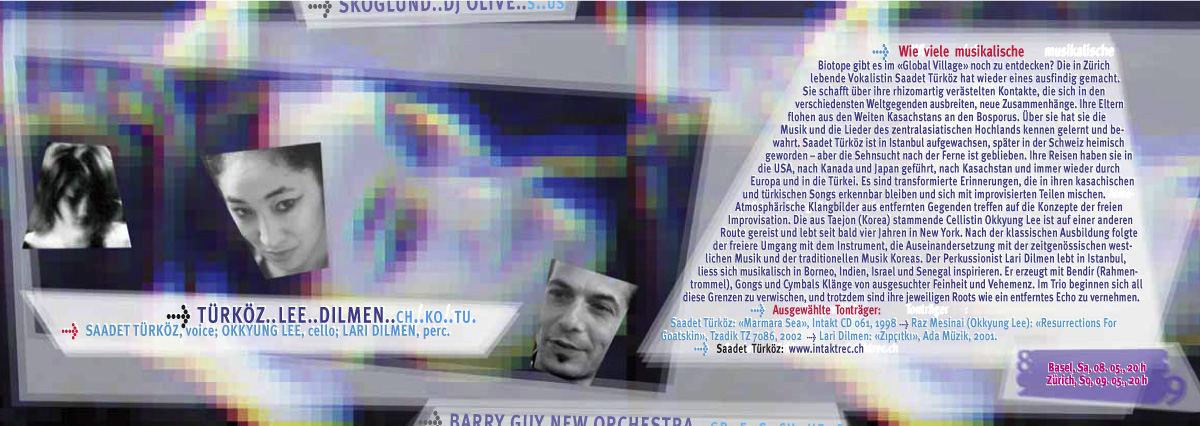 SKOGLUND..DJ OLIVE..S..US
TÜRKÖZ..LEE..DILMEN..CH..KO..TU.
SAADET TÜRKÖZ, voice; OKKYUNG LEE, cello; LARI DILMEN, perc.
Wie viele musikalische
Biotope gibt es im «Global Village» noch zu entdecken? Die in Zürich
lebende Vokalistin Saadet Türköz hat wieder eines ausfindig gemacht.
Sie schafft über ihre rhizomartig verästelten Kontakte, die sich in den
verschiedensten Weltgegenden ausbreiten, neue Zusammenhänge. Ihre Eltern
flohen aus den Weiten Kasachstans an den Bosporus. Über sie hat sie die
Musik und die Lieder des zentralasiatischen Hochlands kennen gelernt und be-
wahrt. Saadet Türköz ist in Istanbul aufgewachsen, später in der Schweiz heimisch
geworden – aber die Sehnsucht nach der Ferne ist geblieben. Ihre Reisen haben sie in
die USA, nach Kanada und Japan geführt, nach Kasachstan und immer wieder durch
Europa und in die Türkei. Es sind transformierte Erinnerungen, die in ihren kasachischen
und türkischen Songs erkennbar bleiben und sich mit improvisierten Teilen mischen.
Atmosphärische Klangbilder aus entfernten Gegenden treffen auf die Konzepte der freien
Improvisation. Die aus Taejon (Korea) stammende Cellistin Okkyung Lee ist auf einer anderen
Route gereist und lebt seit bald vier Jahren in New York. Nach der klassischen Ausbildung folgte
der freiere Umgang mit dem Instrument, die Auseinandersetzung mit der zeitgenössischen west-
lichen Musik und der traditionellen Musik Koreas. Der Perkussionist Lari Dilmen lebt in Istanbul,
liess sich musikalisch in Borneo, Indien, Israel und Senegal inspirieren. Er erzeugt mit Bendir (Rahmen-
trommel), Gongs und Cymbals Klänge von ausgesuchter Feinheit und Vehemenz. Im Trio beginnen sich all
diese Grenzen zu verwischen, und trotzdem sind ihre jeweiligen Roots wie ein entferntes Echo zu vernehmen.
Ausgewählte Tonträger:
Saadet Türköz: «Marmara Sea», Intakt CD 061, 1998 → Raz Mesinai (Okkyung Lee): «Resurrections For
Goatskin», Tzadik TZ 7086, 2002 → Lari Dilmen: «Zıpçıtkı», Ada Müzik, 2001.
Saadet Türköz: www.intaktrec.ch
Basel, Sa, 08. 05., 20 h
Zürich, So, 09. 05., 20 h
BARRY GUY NEW ORCHESTRA